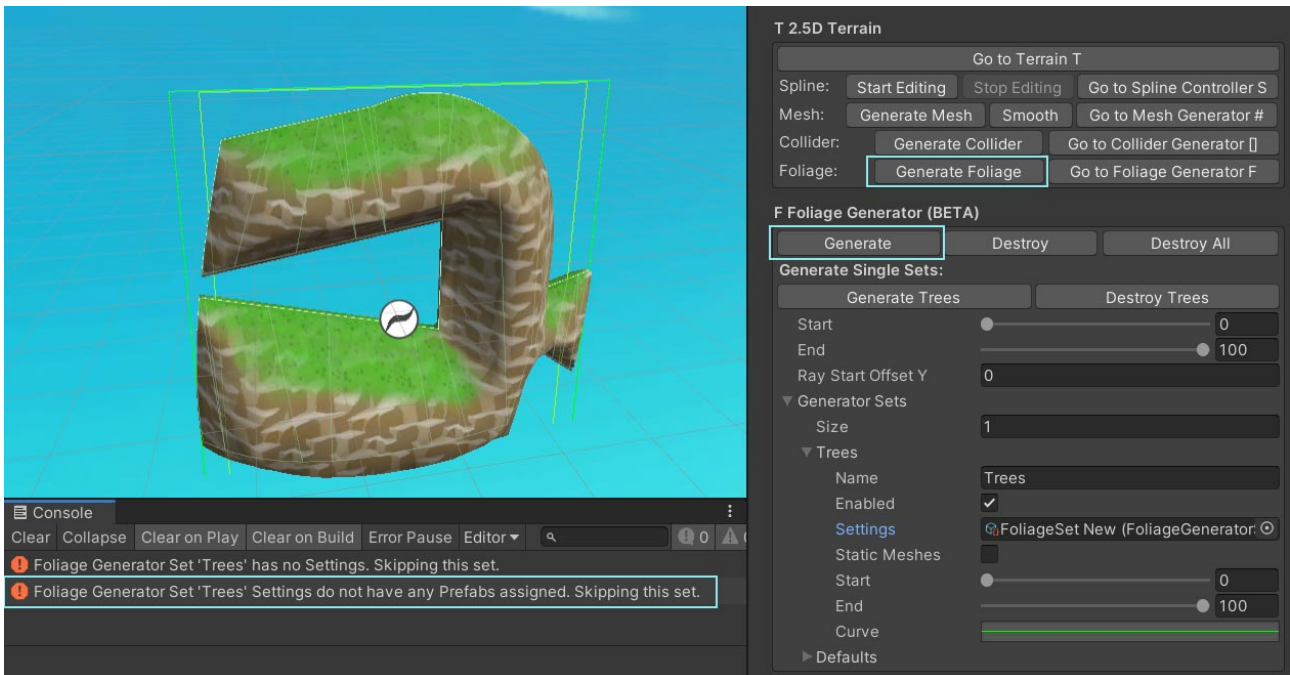 T 2.5D Terrain
Go to Terrain T
Spline: Start Editing Stop Editing Go to Spline Controller S
Mesh: Generate Mesh Smooth Go to Mesh Generator #
Collider: Generate Collider Go to Collider Generator []
Foliage: Generate Foliage Go to Foliage Generator F
F Foliage Generator (BETA)
Generate Destroy Destroy All
Generate Single Sets:
Generate Trees Destroy Trees
Start 0
End 100
Ray Start Offset Y 0
Generator Sets
Size 1
Trees
Name Trees
Enabled
Settings FoliageSet New (FoliageGenerator
Static Meshes
Start 0
End 100
Curve
Defaults
Console
Clear Collapse Clear on Play Clear on Build Error Pause Editor 0
Foliage Generator Set 'Trees' has no Settings. Skipping this set.
Foliage Generator Set 'Trees' Settings do not have any Prefabs assigned. Skipping this set.